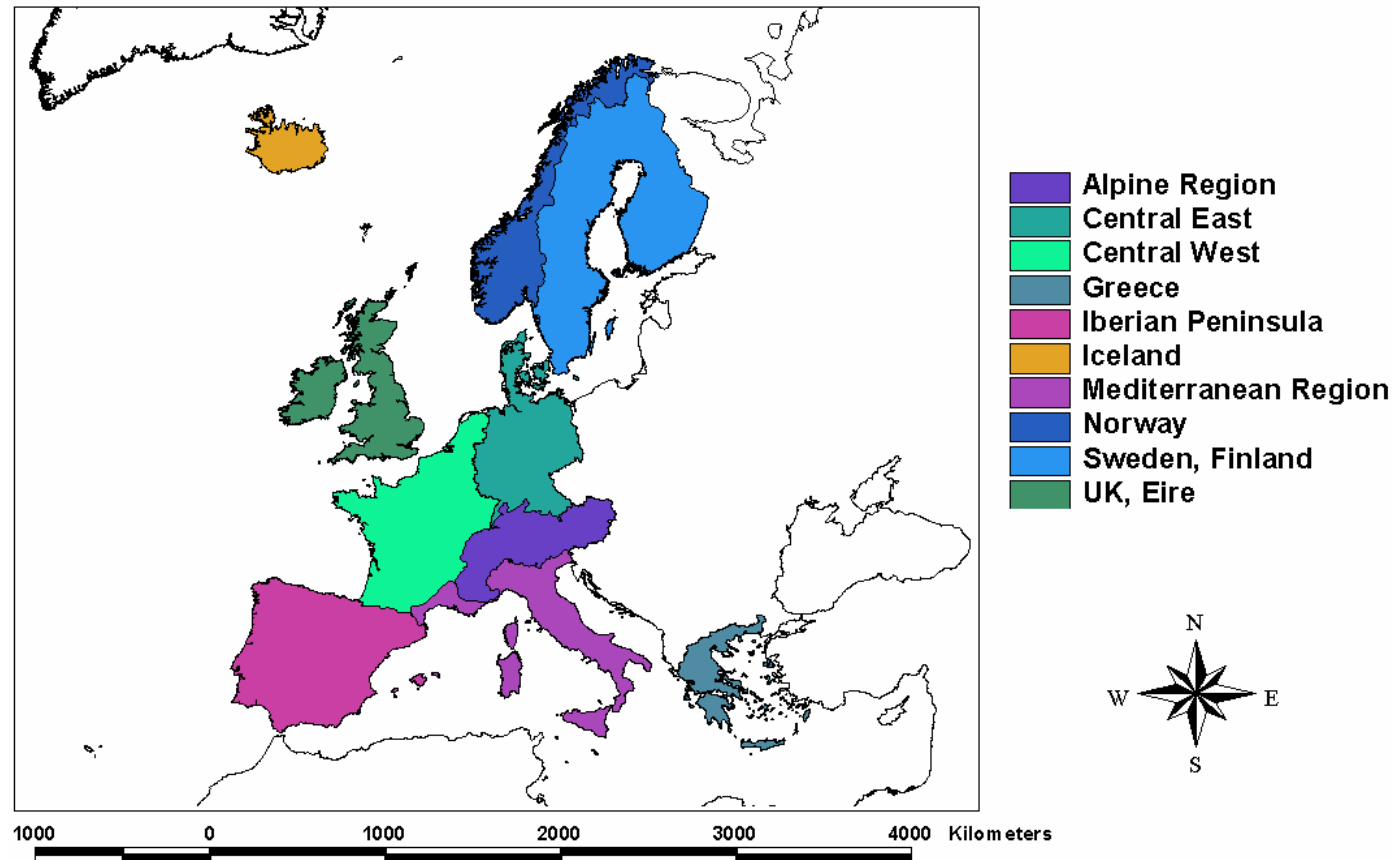 Alpine Region
Central East
Central West
Greece
Iberian Peninsula
Iceland
Mediterranean Region
Norway
Sweden, Finland
UK, Eire
N
W E
S
1000 0 1000 2000 3000 4000 Kilometers